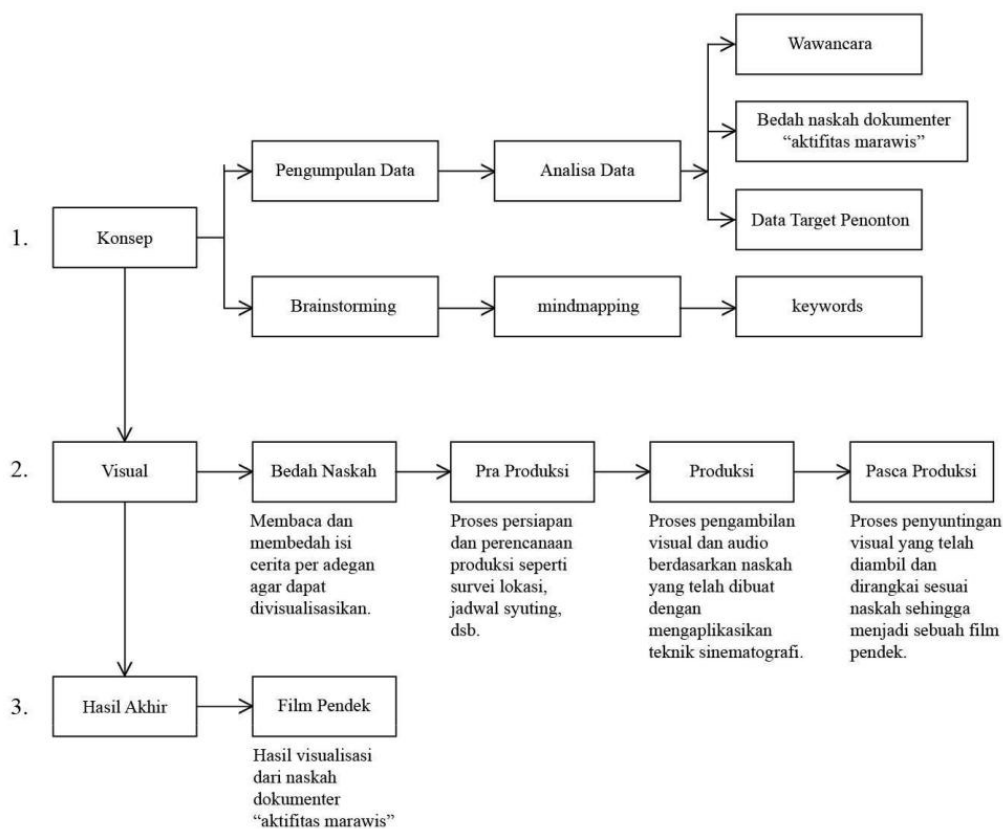 Wawancara
Bedah naskah dokumenter
“aktifitas marawis”
Pengumpulan Data
Analisa Data
Data Target Penonton
1.
Konsep
Brainstorming
mindmapping
keywords
2.
Visual
Bedah Naskah
Pra Produksi
Produksi
Pasca Produksi
Membaca dan
membedah isi
cerita per adegan
agar dapat
divisualisasikan.
Proses persiapan
dan perencanaan
produksi seperti
survei lokasi,
jadwal syuting,
dsb.
Proses pengambilan
visual dan audio
berdasarkan naskah
yang telah dibuat
dengan
mengaplikasikan
teknik sinematografi.
Proses penyuntingan
visual yang telah
diambil dan
dirangkai sesuai
naskah sehingga
menjadi sebuah film
pendek.
3.
Hasil Akhir
Film Pendek
Hasil visualisasi
dari naskah
dokumenter
“aktifitas marawis”